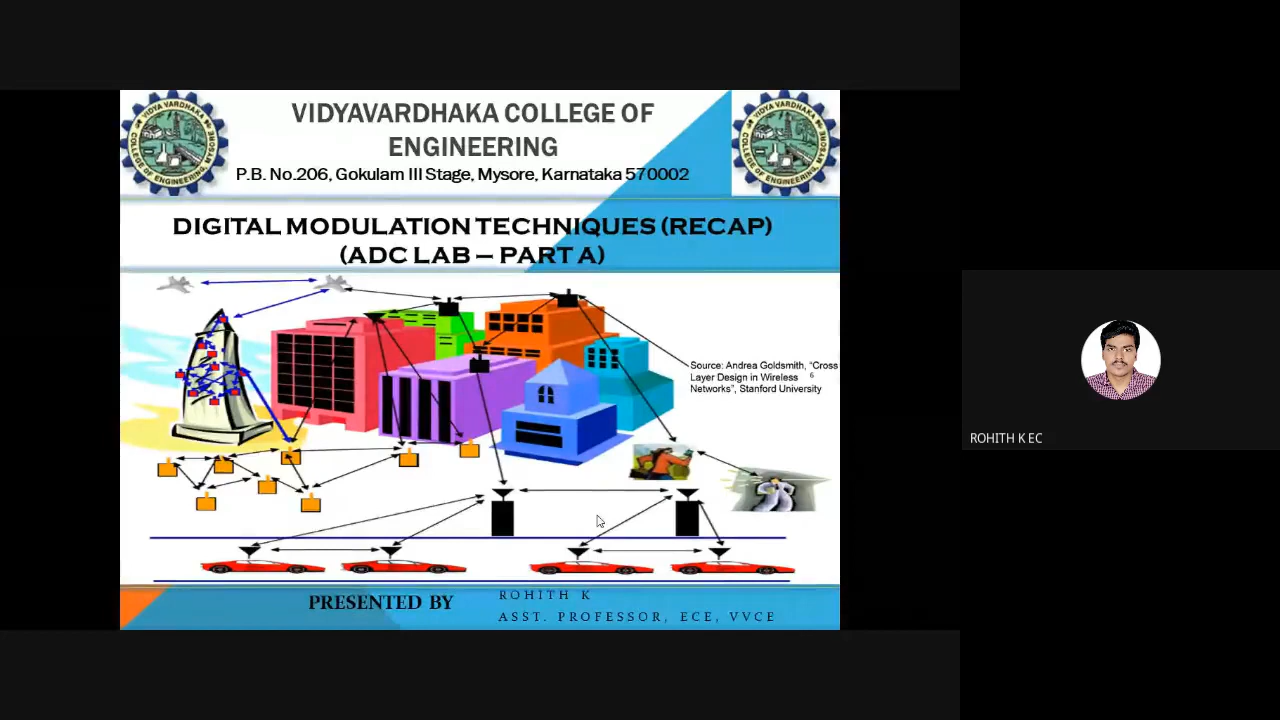 VIDYAVARDHAKA COLLEGE OF
ENGINEERING
P.B. No.206, Gokulam III Stage, Mysore, Karnataka 570002
DIGITAL MODULATION TECHNIQUES (RECAP)
(ADC LAB – PART A)
Source: Andrea Goldsmith, “Cross
Layer Design in Wireless 6
Networks”, Stanford University
ROHITH K EC
PRESENTED BY
ROHITH K
ASST. PROFESSOR, ECE, VVCE